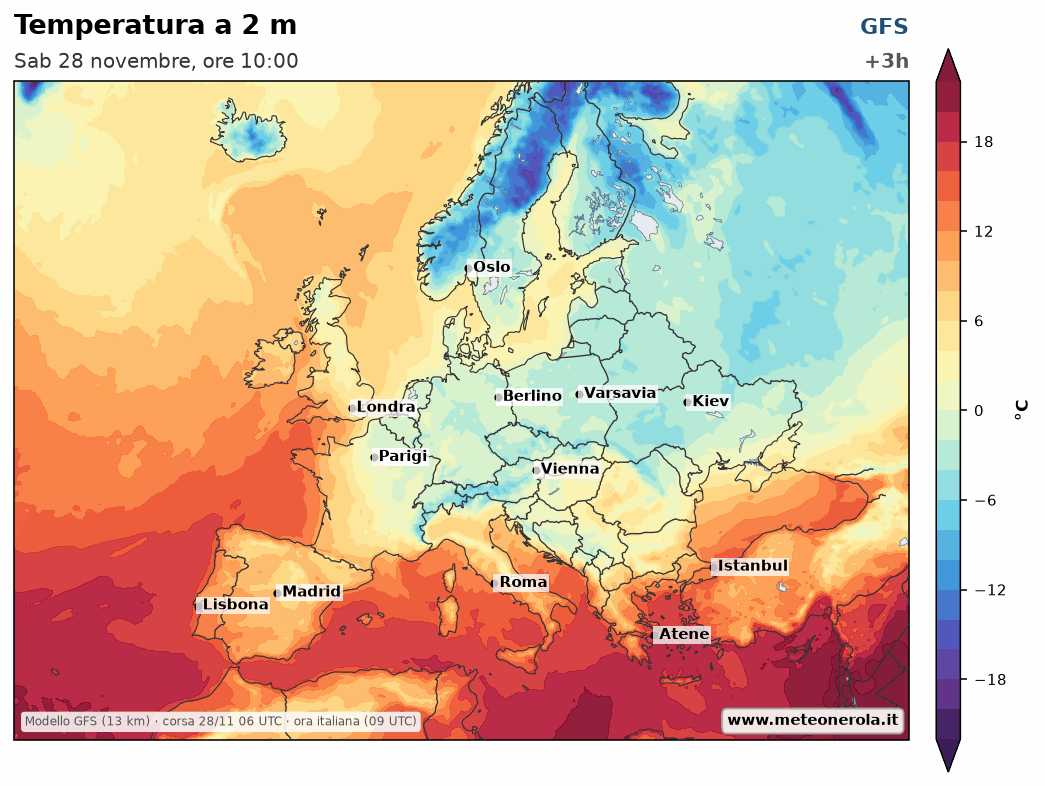 Temperatura a 2 m
GFS
Sab 28 novembre, ore 10:00
+3h
Oslo
Londra
Berlino
Varsavia
Kiev
Parigi
Vienna
Istanbul
Roma
Madrid
Lisbona
Atene
18
12
6
0
−6
−12
−18
°C
Modello GFS (13 km) · corsa 28/11 06 UTC · ora italiana (09 UTC)
www.meteonerola.it